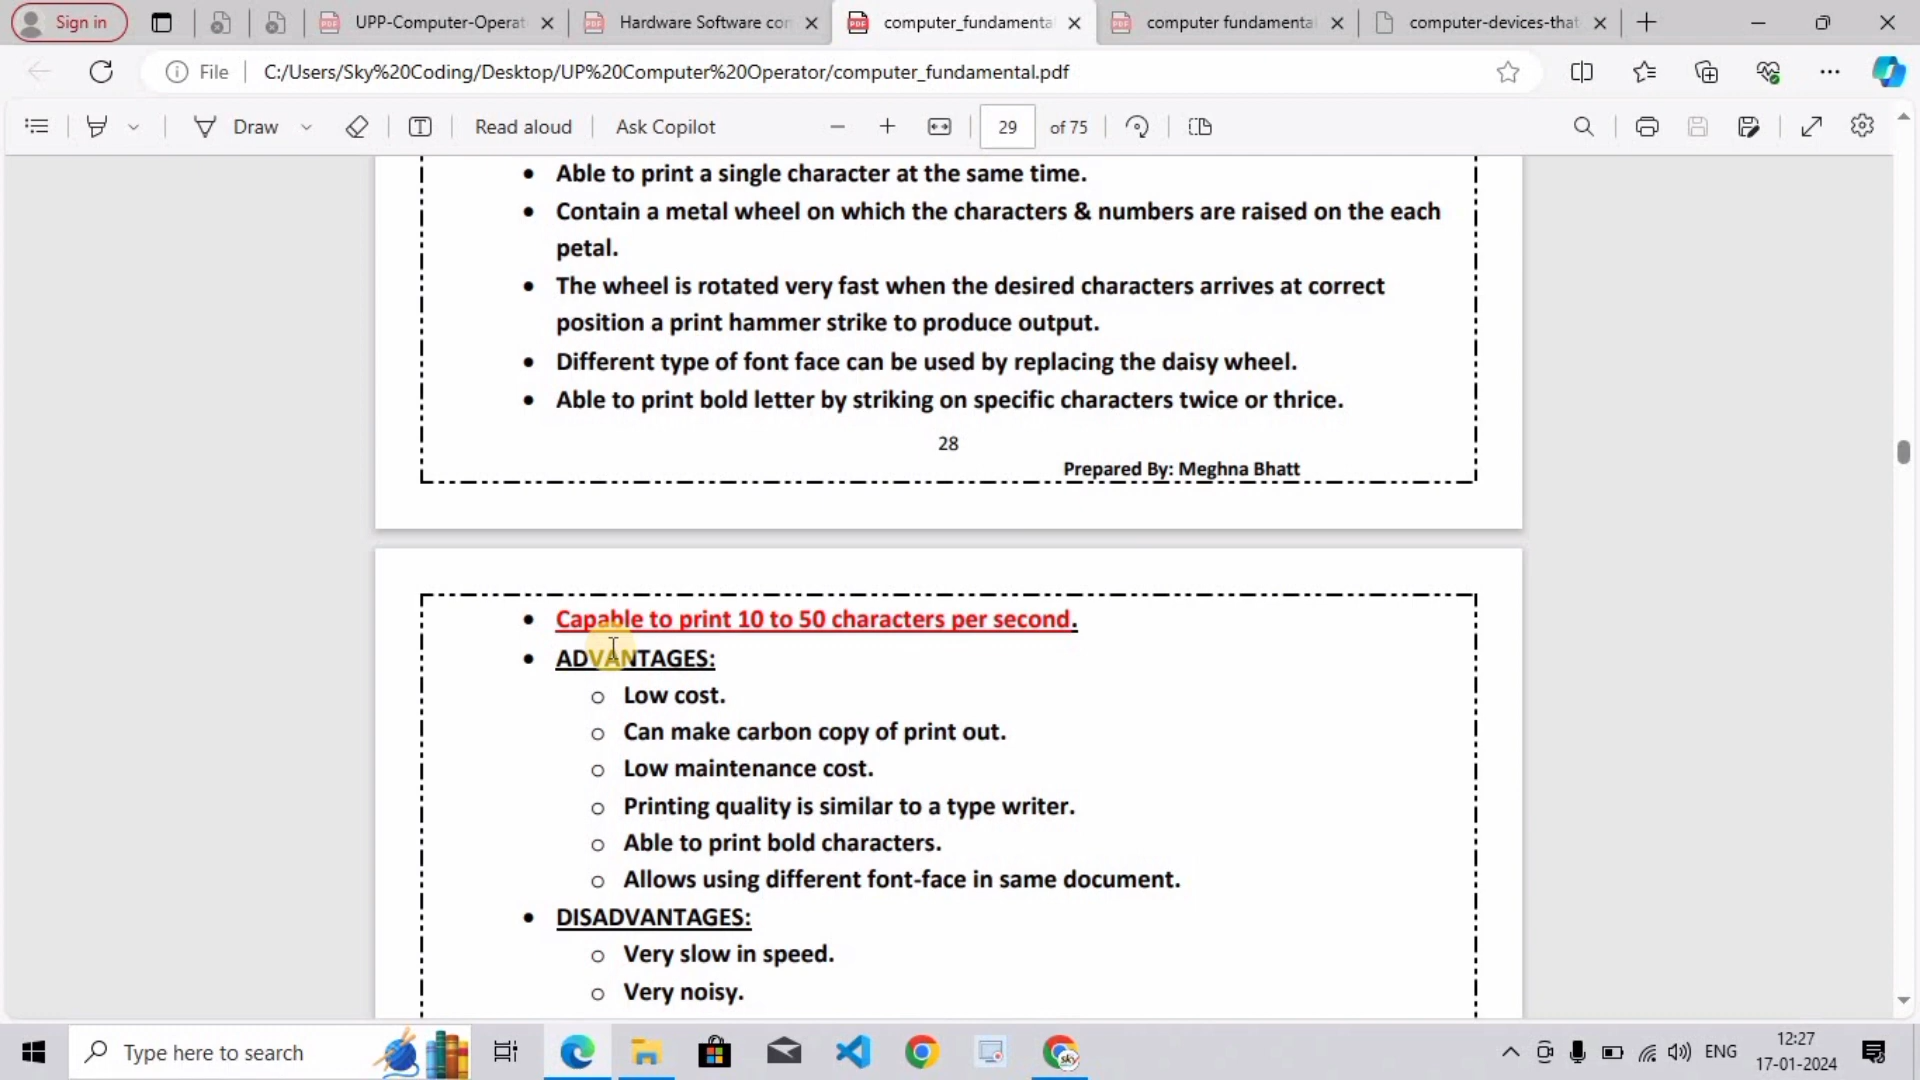 Sign in
UPP-Computer-Operat
Hardware Software con
computer_fundamenta
computer fundamenta
computer-devices-that
File
C:/Users/Sky%20Coding/Desktop/UP%20Computer%20Operator/computer_fundamental.pdf
Draw
Read aloud
Ask Copilot
29 of 75
• Able to print a single character at the same time.
• Contain a metal wheel on which the characters & numbers are raised on the each
petal.
• The wheel is rotated very fast when the desired characters arrives at correct
position a print hammer strike to produce output.
• Different type of font face can be used by replacing the daisy wheel.
• Able to print bold letter by striking on specific characters twice or thrice.
28
Prepared By: Meghna Bhatt
• Capable to print 10 to 50 characters per second.
• ADVANTAGES:
o Low cost.
o Can make carbon copy of print out.
o Low maintenance cost.
o Printing quality is similar to a type writer.
o Able to print bold characters.
o Allows using different font-face in same document.
• DISADVANTAGES:
o Very slow in speed.
o Very noisy.
Type here to search
ENG
12:27
17-01-2024